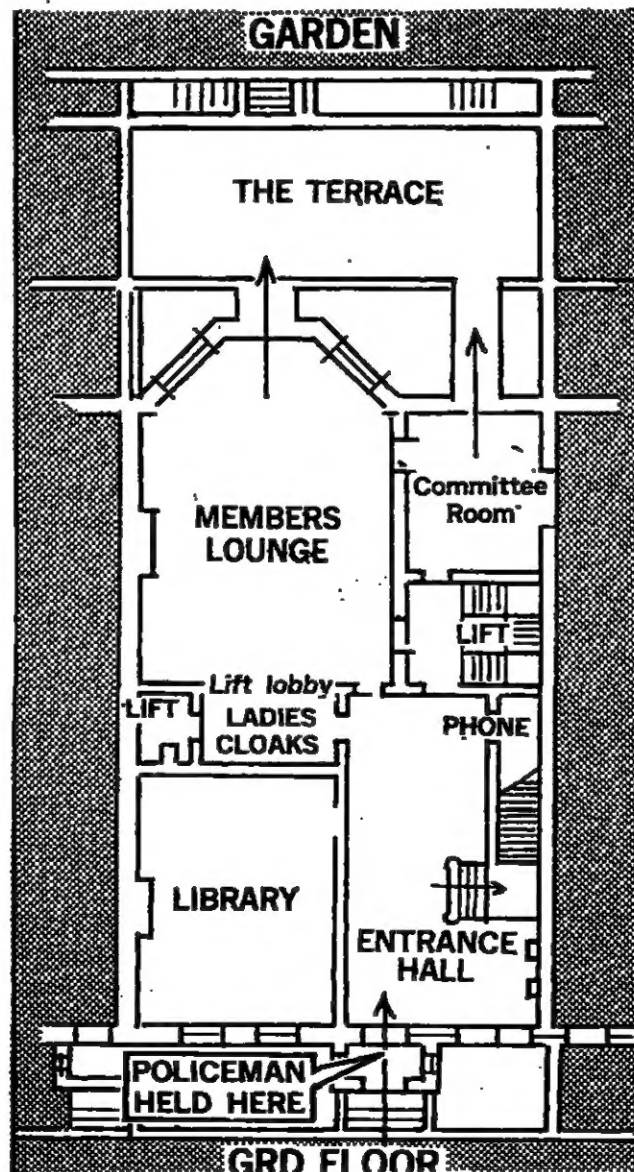 GARDEN
THE TERRACE
Committee
Room
MEMBERS
LOUNGE
LIFT
Lift lobby
LIFT
LADIES
CLOAKS
PHONE
LIBRARY
ENTRANCE
HALL
POLICEMAN
HELD HERE
GRD FLOOR